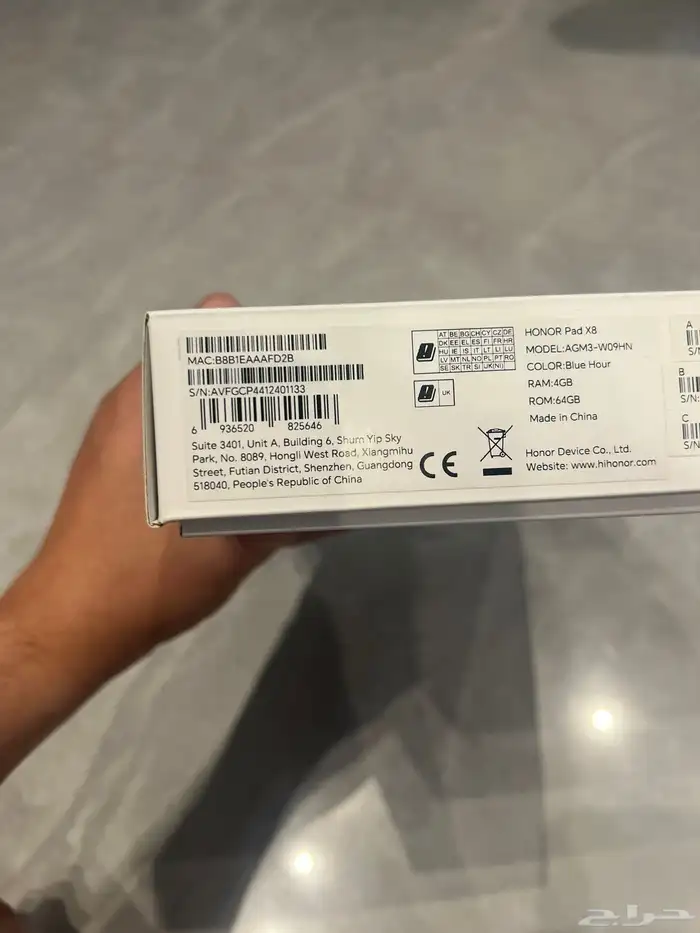 MAC:B8B1EAAAFD2B
S/N:AVFGCP4412401133
6 936520 825646
Suite 3401, Unit A, Building 6, Shum Yip Sky
Park, No. 8089, Hongli West Road, Xiangmihu
Street, Futian District, Shenzhen, Guangdong
518040, People's Republic of China
AT BE BG CH CY CZ DE
DK EE EL ES FI FR HR
HU IE IS IT LT LI LU
LV MT NL NO PL PT RO
SE SK TR SI UK(NI)
UK
CE
HONOR Pad X8
MODEL:AGM3-W09HN
COLOR:Blue Hour
RAM:4GB
ROM:64GB
Made in China
Honor Device Co., Ltd.
Website: www.hihonor.com
A
S/N
B
S/N
C
S/N
حراج